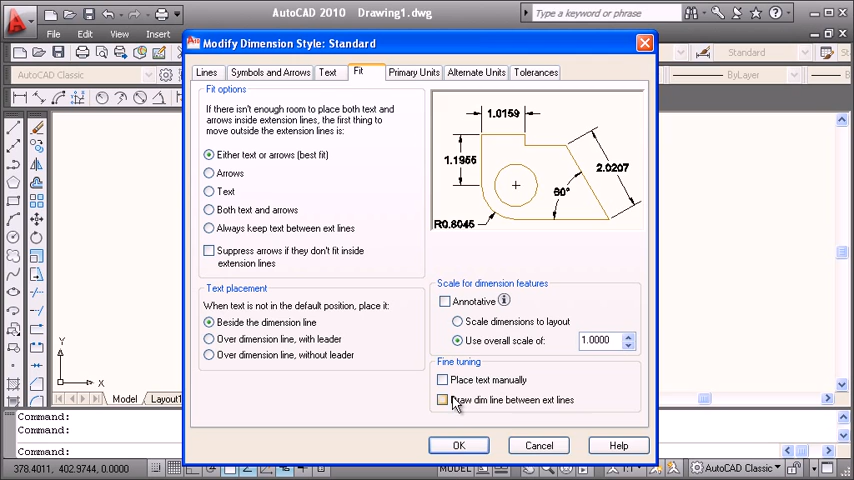 AutoCAD 2010 Drawing1.dwg
Type a keyword or phrase
File Edit View Insert
Modify Dimension Style: Standard
Standard
AutoCAD Classic
ByLayer
Lines Symbols and Arrows Text Fit Primary Units Alternate Units Tolerances
Fit options
If there isn't enough room to place both text and
arrows inside extension lines, the first thing to
move outside the extension lines is:
Either text or arrows (best fit)
Arrows
Text
Both text and arrows
Always keep text between ext lines
Suppress arrows if they don't fit inside
extension lines
Text placement
When text is not in the default position, place it:
Beside the dimension line
Over dimension line, with leader
Over dimension line, without leader
1.0159
1.1955
2.0207
60°
R0.8045
Scale for dimension features
Annotative
Scale dimensions to layout
Use overall scale of: 1.0000
Fine tuning
Place text manually
Draw dim line between ext lines
OK Cancel Help
Y
X
Model Layout1
Command:
Command:
Command:
378.4011, 402.9744, 0.0000
MODEL
1:1
AutoCAD Classic